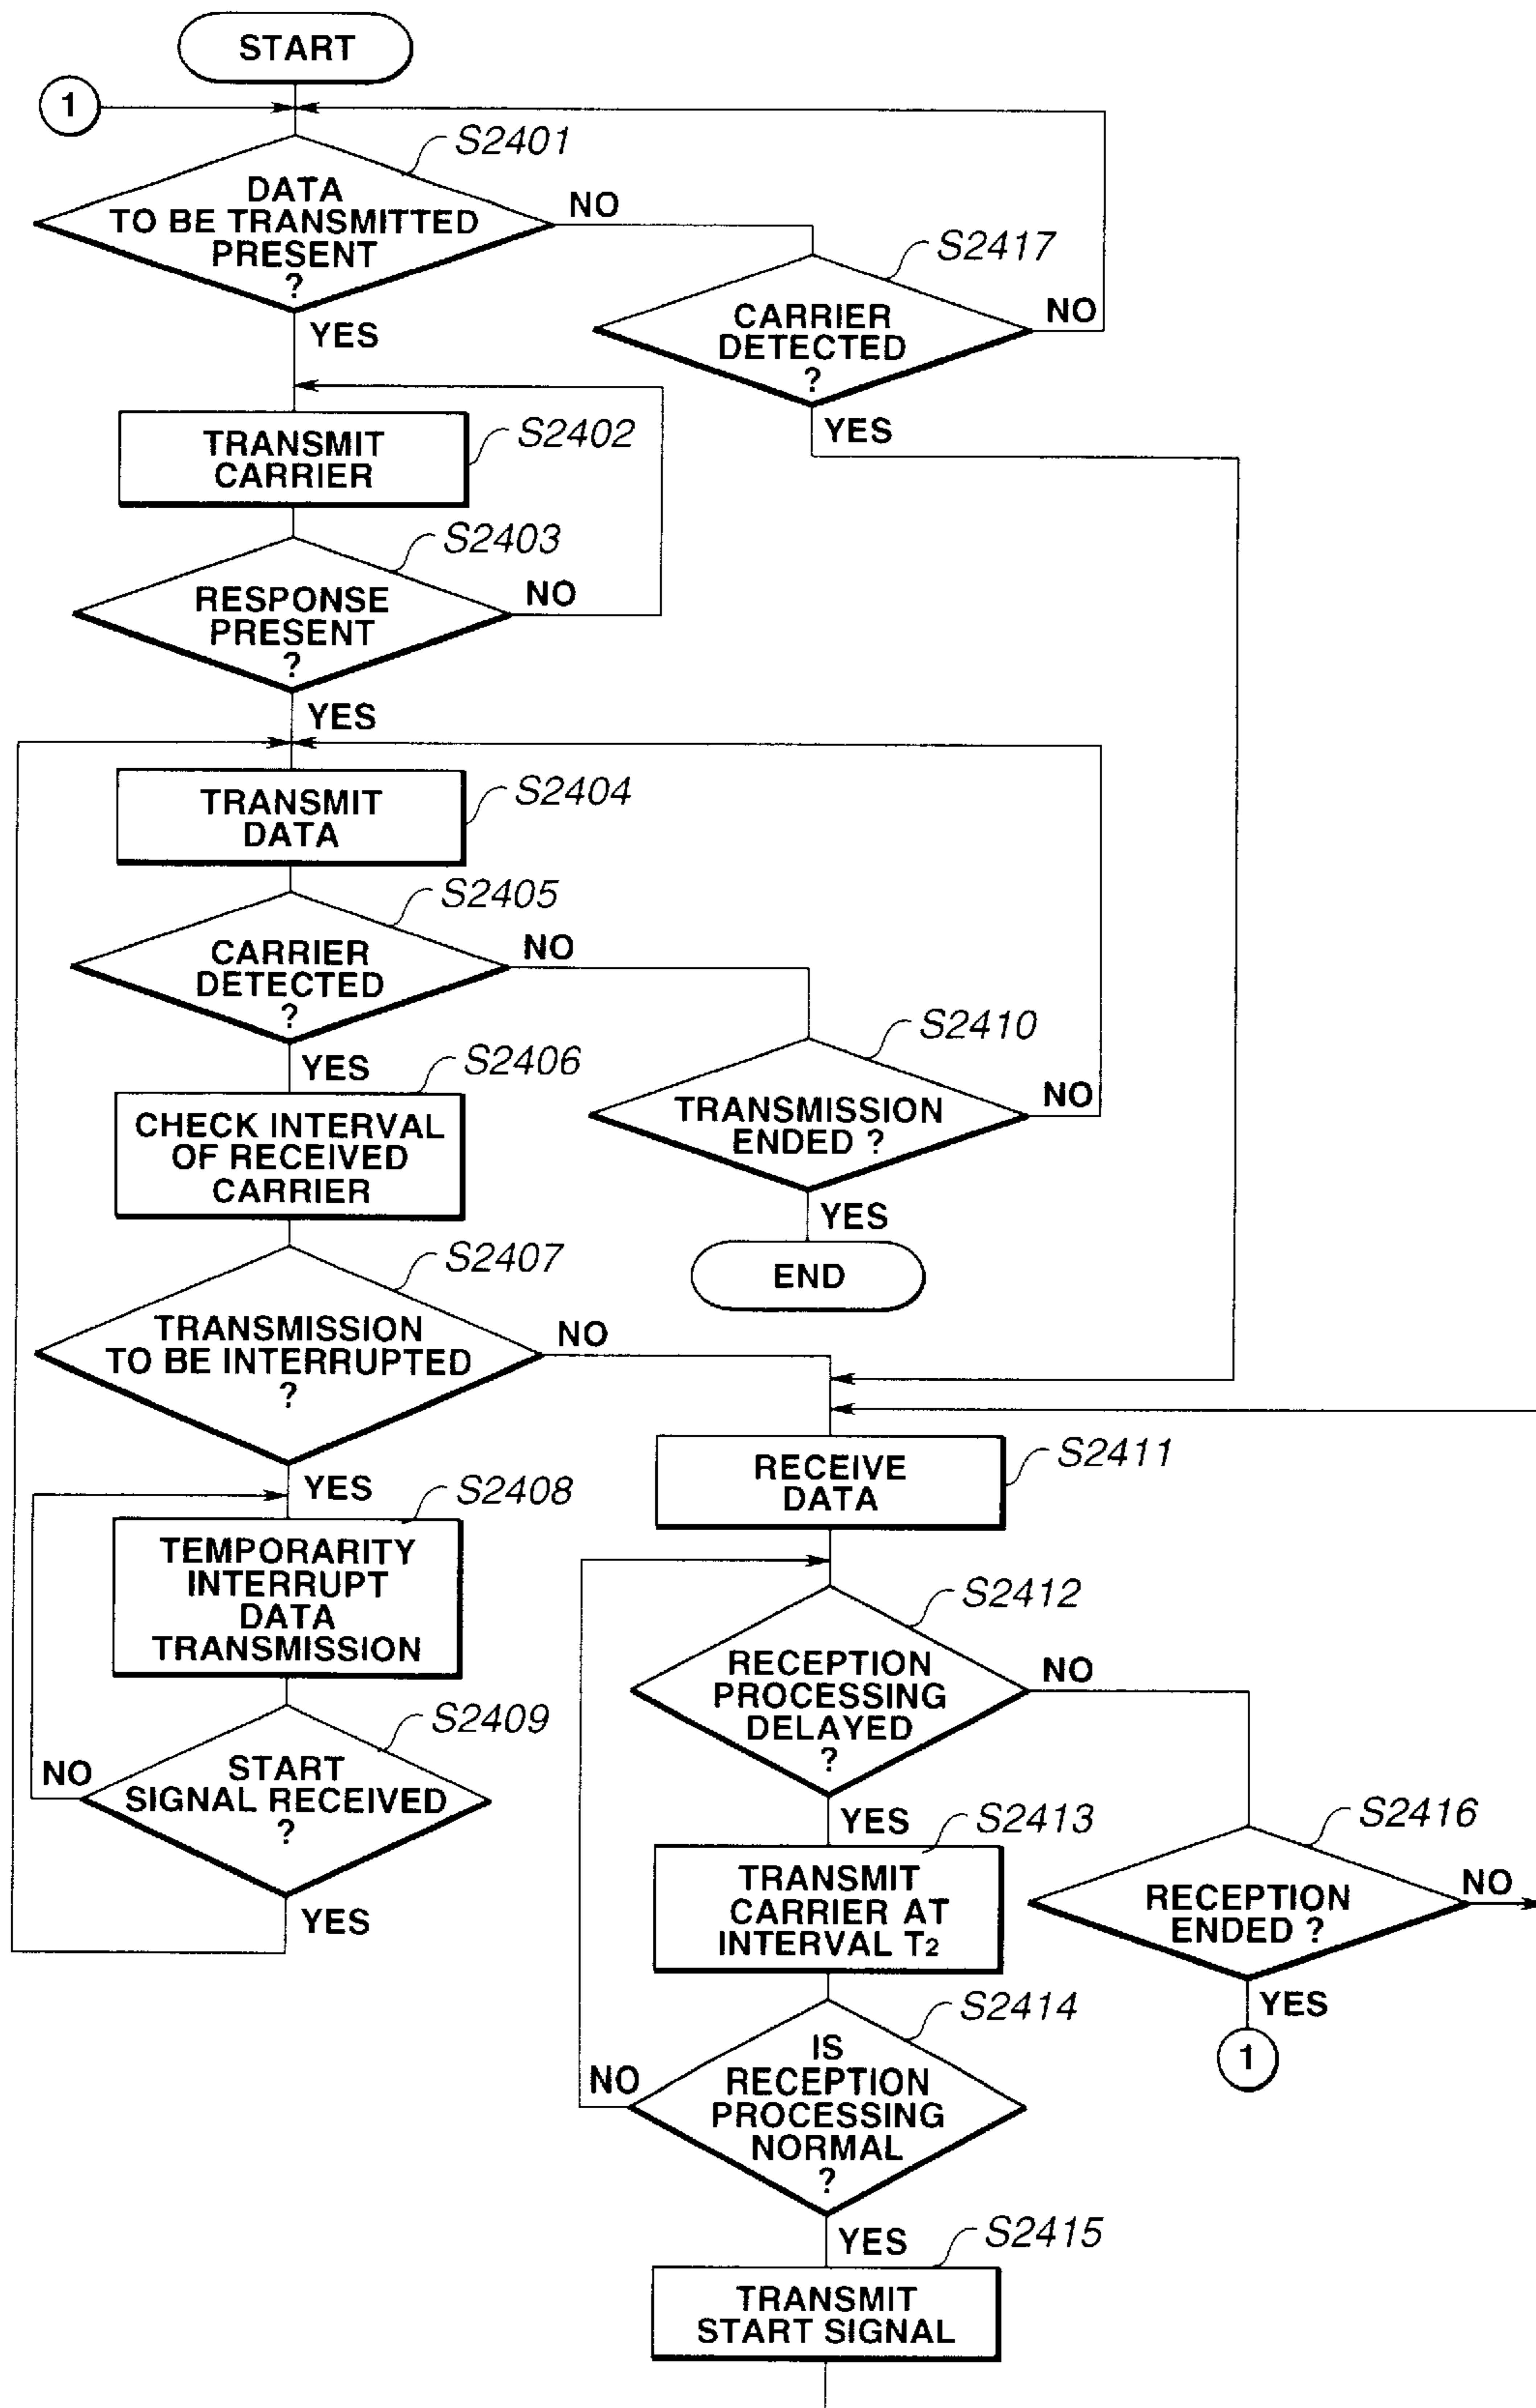 START
1
S2401
DATA
TO BE TRANSMITTED
PRESENT
?
NO
YES
S2417
CARRIER
DETECTED
?
NO
YES
TRANSMIT
CARRIER
S2402
S2403
RESPONSE
PRESENT
?
NO
YES
TRANSMIT
DATA
S2404
S2405
CARRIER
DETECTED
?
NO
YES
S2410
TRANSMISSION
ENDED ?
NO
YES
END
S2406
CHECK INTERVAL
OF RECEIVED
CARRIER
S2407
TRANSMISSION
TO BE INTERRUPTED
?
NO
YES
S2408
TEMPORARITY
INTERRUPT
DATA
TRANSMISSION
S2409
START
SIGNAL RECEIVED
?
NO
YES
RECEIVE
DATA
S2411
S2412
RECEPTION
PROCESSING
DELAYED
?
NO
YES
S2413
TRANSMIT
CARRIER AT
INTERVAL T2
S2416
RECEPTION
ENDED ?
NO
YES
1
S2414
IS
RECEPTION
PROCESSING
NORMAL
?
NO
YES
S2415
TRANSMIT
START SIGNAL